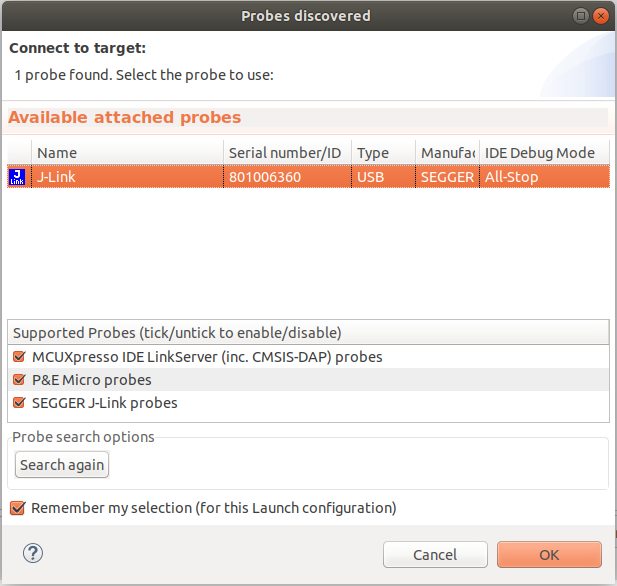 Probes discovered
Connect to target:
1 probe found. Select the probe to use:
Available attached probes
Name Serial number/ID Type Manufac IDE Debug Mode
J Link J-Link 801006360 USB SEGGER All-Stop
Supported Probes (tick/untick to enable/disable)
MCUXpresso IDE LinkServer (inc. CMSIS-DAP) probes
P&E Micro probes
SEGGER J-Link probes
Probe search options
Search again
Remember my selection (for this Launch configuration)
? Cancel OK